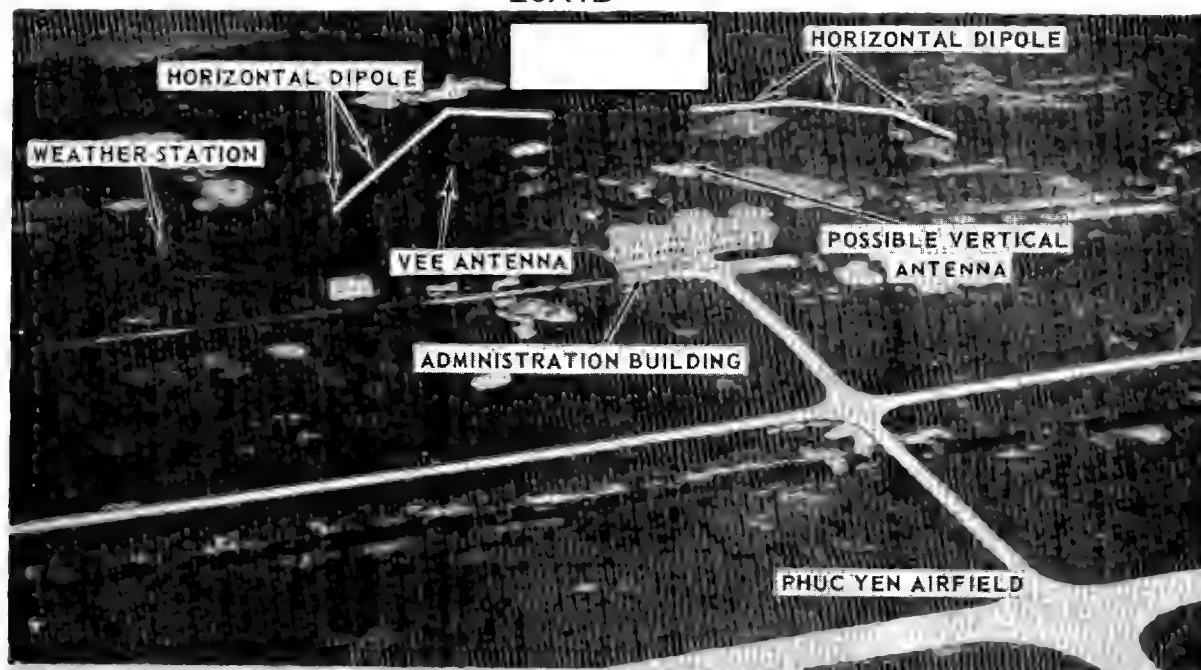 HORIZONTAL DIPOLE
HORIZONTAL DIPOLE
WEATHER STATION
VEE ANTENNA
POSSIBLE VERTICAL
ANTENNA
ADMINISTRATION BUILDING
PHUC YEN AIRFIELD